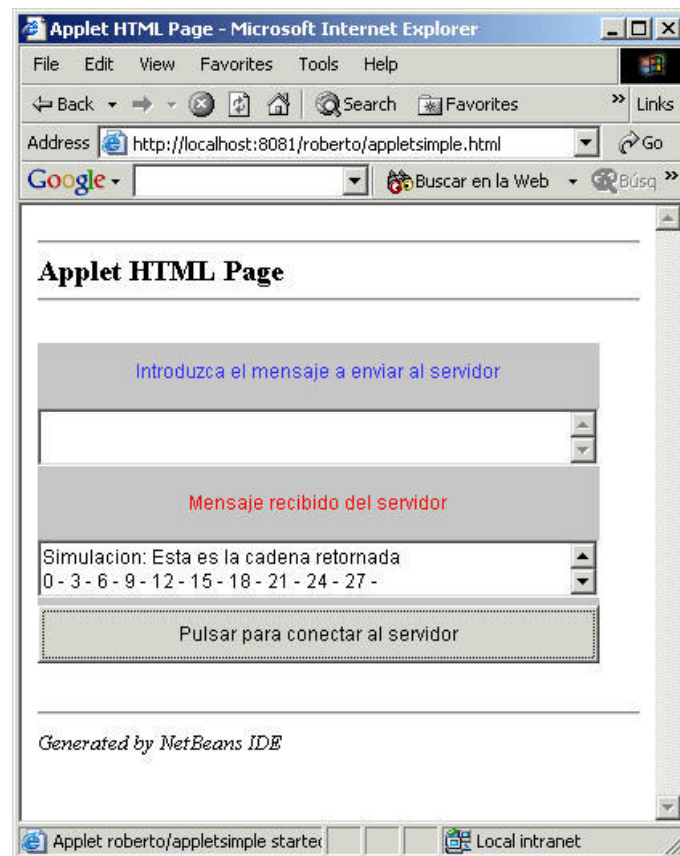 Applet HTML Page - Microsoft Internet Explorer
File Edit View Favorites Tools Help
Back Search Favorites » Links
Address http://localhost:8081/roberto/appletsimple.html Go
Google Buscar en la Web Búsq »
Applet HTML Page
Introduzca el mensaje a enviar al servidor
Mensaje recibido del servidor
Simulacion: Esta es la cadena retornada
0 - 3 - 6 - 9 - 12 - 15 - 18 - 21 - 24 - 27 -
Pulsar para conectar al servidor
Generated by NetBeans IDE
Applet roberto/appletsimple started Local intranet